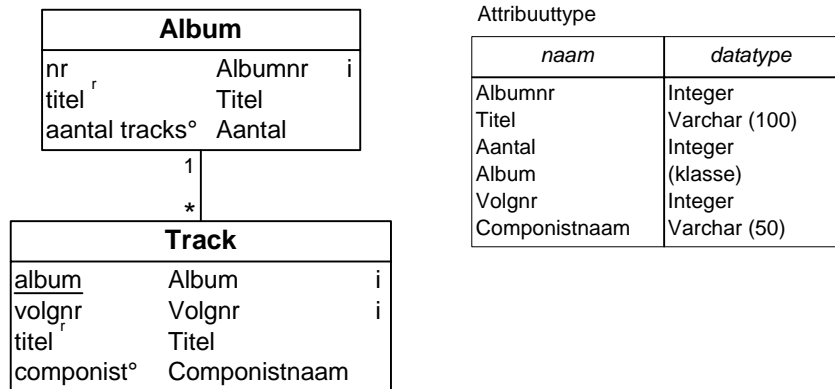 Album
nr Albumnr i
titel r Titel
aantal tracks° Aantal
1
*
Track
album Album i
volgnr Volgnr i
titel r Titel
componist° Componistnaam
Attribuuttype
naam datatype
Albumnr Integer
Titel Varchar (100)
Aantal Integer
Album (klasse)
Volgnr Integer
Componistnaam Varchar (50)